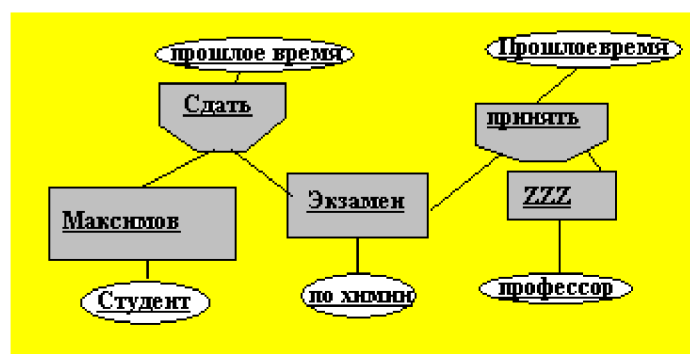 прошлое время
Прошлоевремя
Сдать
принять
Максимов
Экзамен
ZZZ
Студент
по химии
профессор